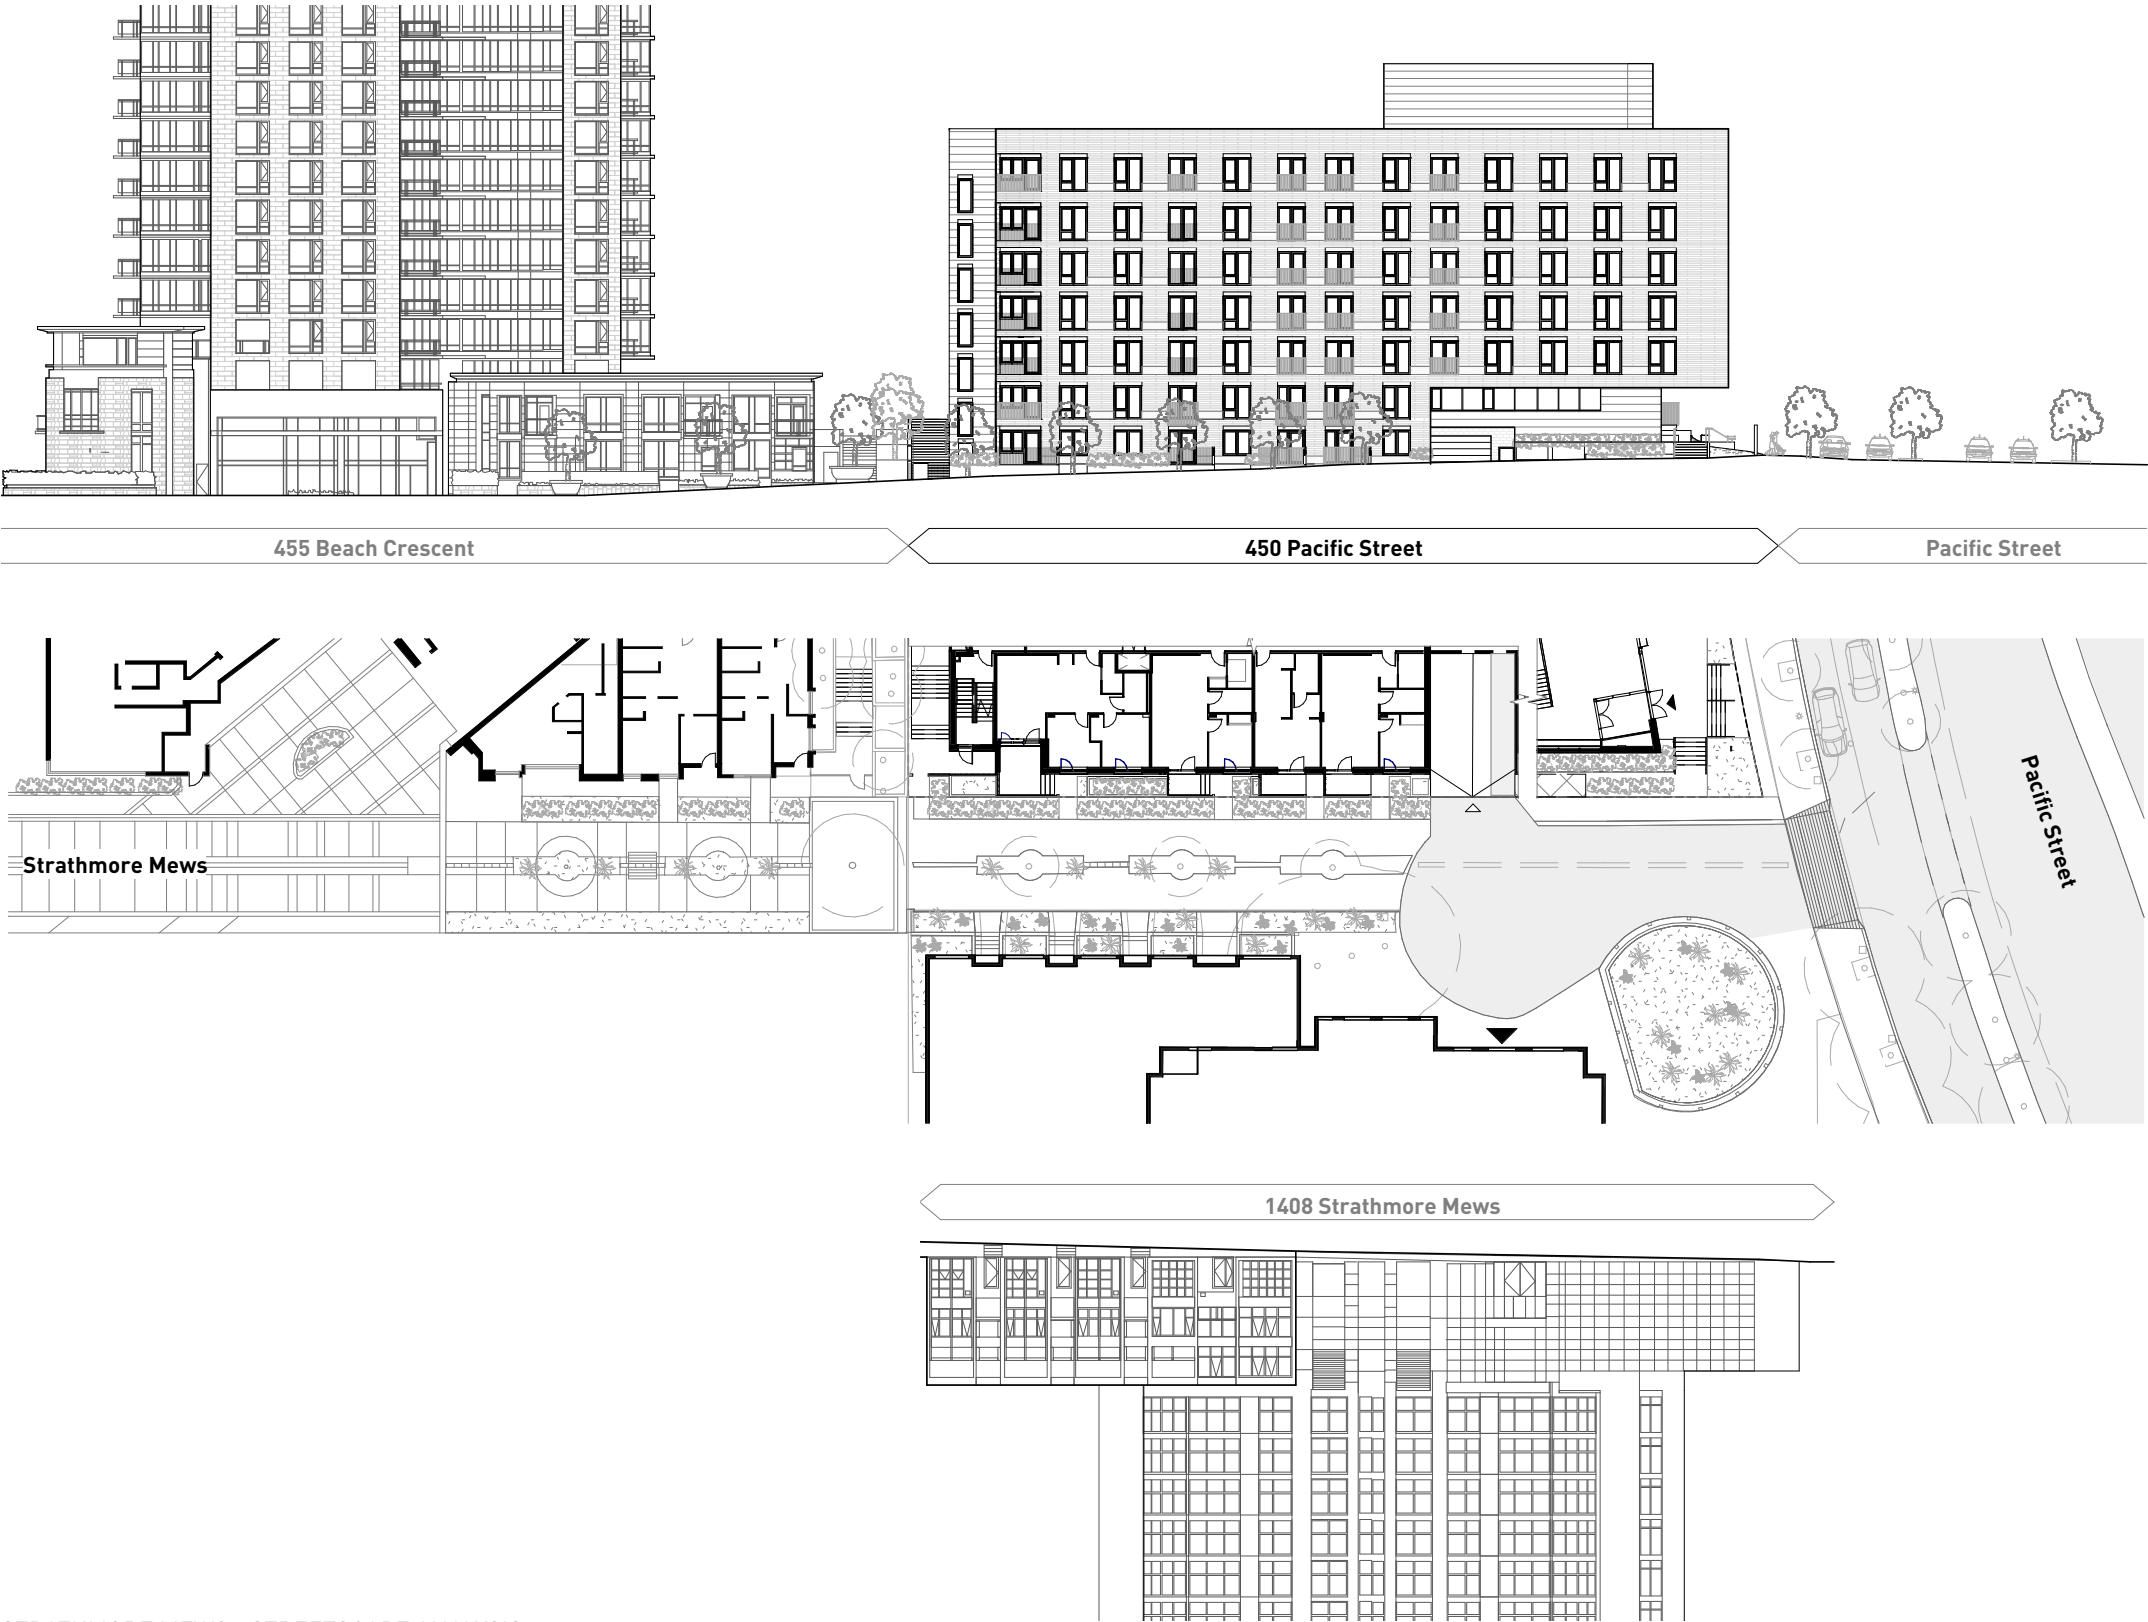 455 Beach Crescent
450 Pacific Street
Pacific Street
Pacific Street
Strathmore Mews
1408 Strathmore Mews